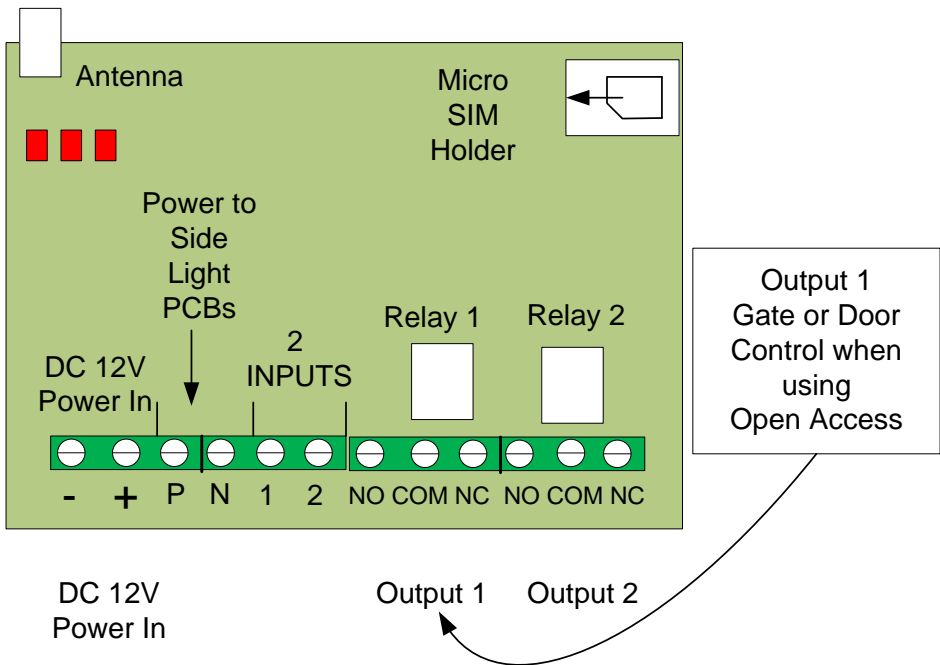 Antenna
Micro
SIM
Holder
Power to
Side
Light
PCBs
DC 12V
Power In
2
INPUTS
Relay 1
Relay 2
Output 1
Gate or Door
Control when
using
Open Access
- + P N 1 2 NO COM NC NO COM NC
DC 12V
Power In
Output 1
Output 2